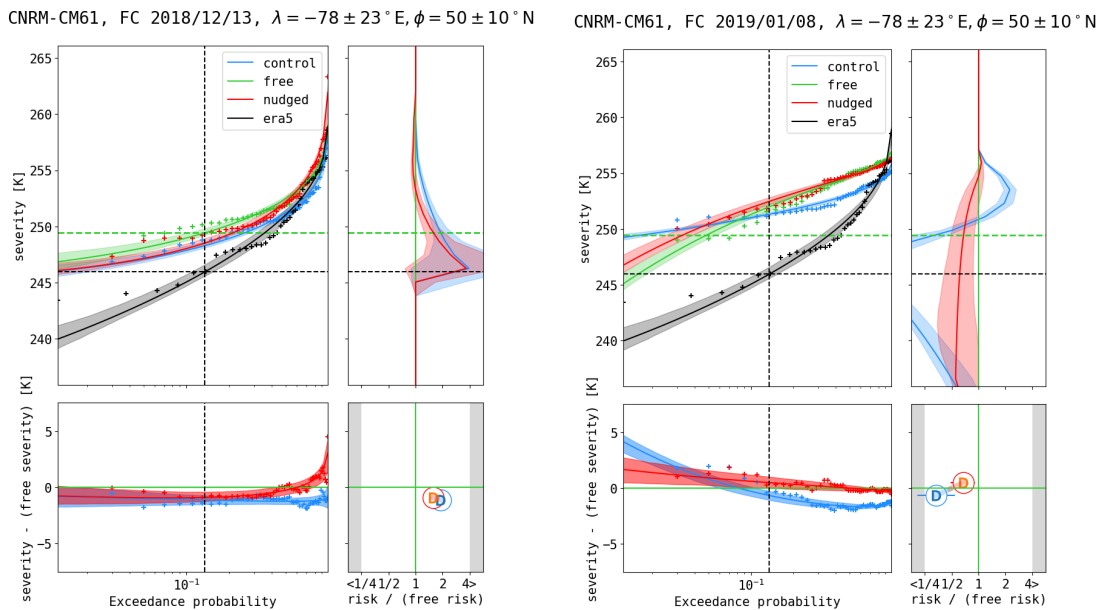 CNRM-CM61, FC 2018/12/13, λ = −78 ± 23°E, ϕ = 50 ± 10°N
265
260
255
250
245
240
severity [K]
control
free
nudged
era5
5
0
−5
severity - (free severity) [K]
D
D
10⁻¹
Exceedance probability
<1/4 1/2 1 2 4>
risk / (free risk)
CNRM-CM61, FC 2019/01/08, λ = −78 ± 23°E, ϕ = 50 ± 10°N
265
260
255
250
245
240
severity [K]
control
free
nudged
era5
5
0
−5
severity - (free severity) [K]
D
D
10⁻¹
Exceedance probability
<1/4 1/2 1 2 4>
risk / (free risk)